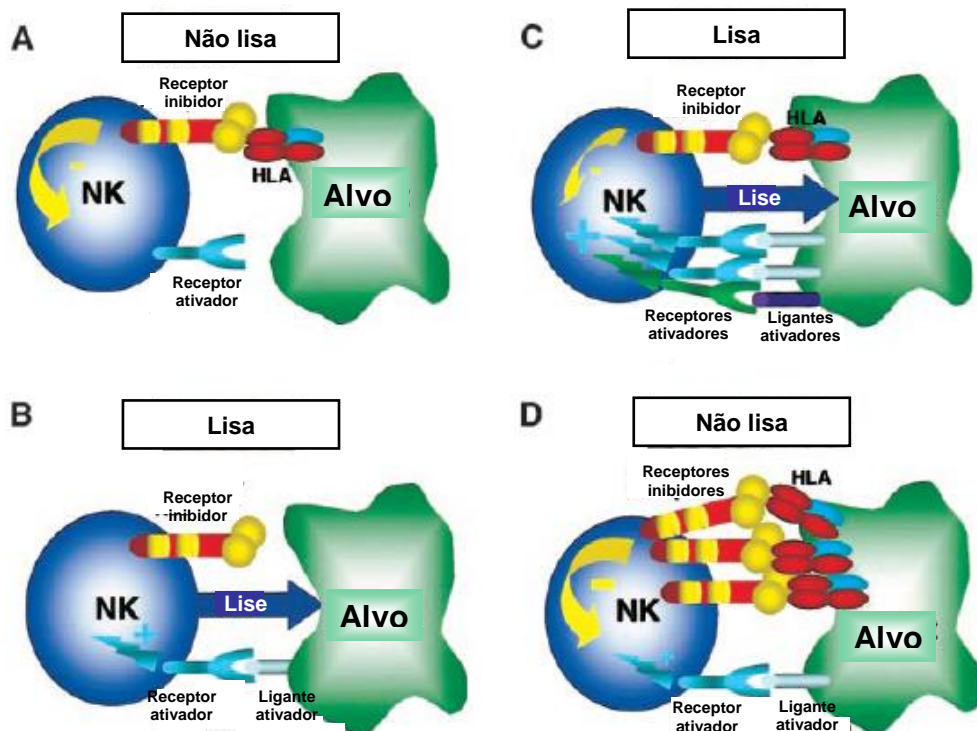 A
Não lisa
Receptor
inibidor
HLA
NK
Alvo
Receptor
ativador
B
Lisa
Receptor
inibidor
NK
Lise
Alvo
Receptor
ativador
Ligante
ativador
C
Lisa
Receptor
inibidor
HLA
NK
Lise
Alvo
Receptores
ativadores
Ligantes
ativadores
D
Não lisa
Receptores
inibidores
HLA
NK
Alvo
Receptor
ativador
Ligante
ativador